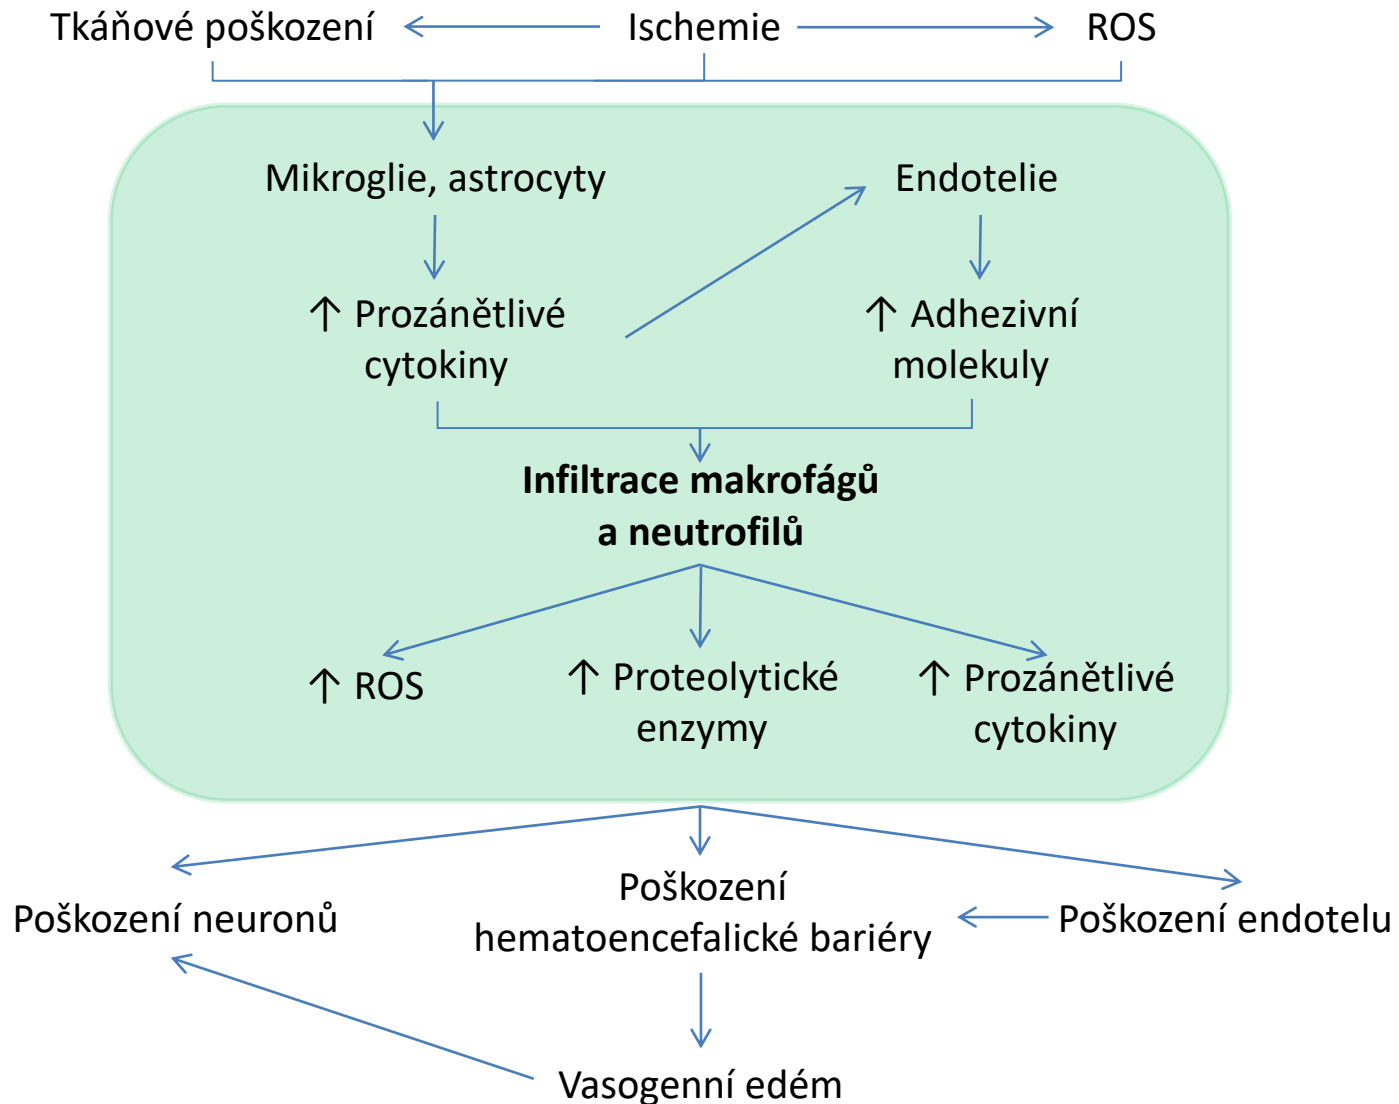 Tkáňové poškození
Ischemie
ROS
Mikroglie, astrocyty
Endotelie
↑ Prozánětlivé
cytokiny
↑ Adhezivní
molekuly
Infiltrace makrofágů
a neutrofilů
↑ ROS
↑ Proteolytické
enzymy
↑ Prozánětlivé
cytokiny
Poškození neuronů
Poškození
hematoencefalické bariéry
Poškození endotelu
Vasogenní edém